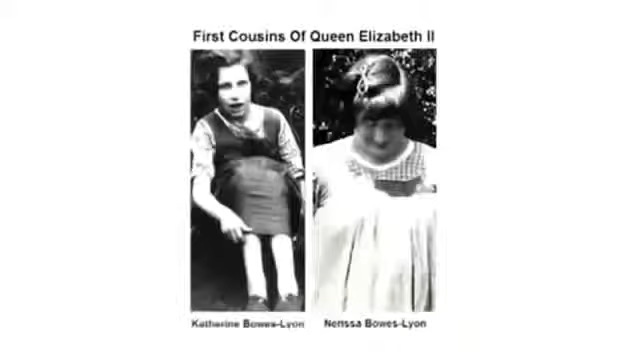 First Cousins Of Queen Elizabeth II
Katherine Bowes-Lyon
Nerissa Bowes-Lyon